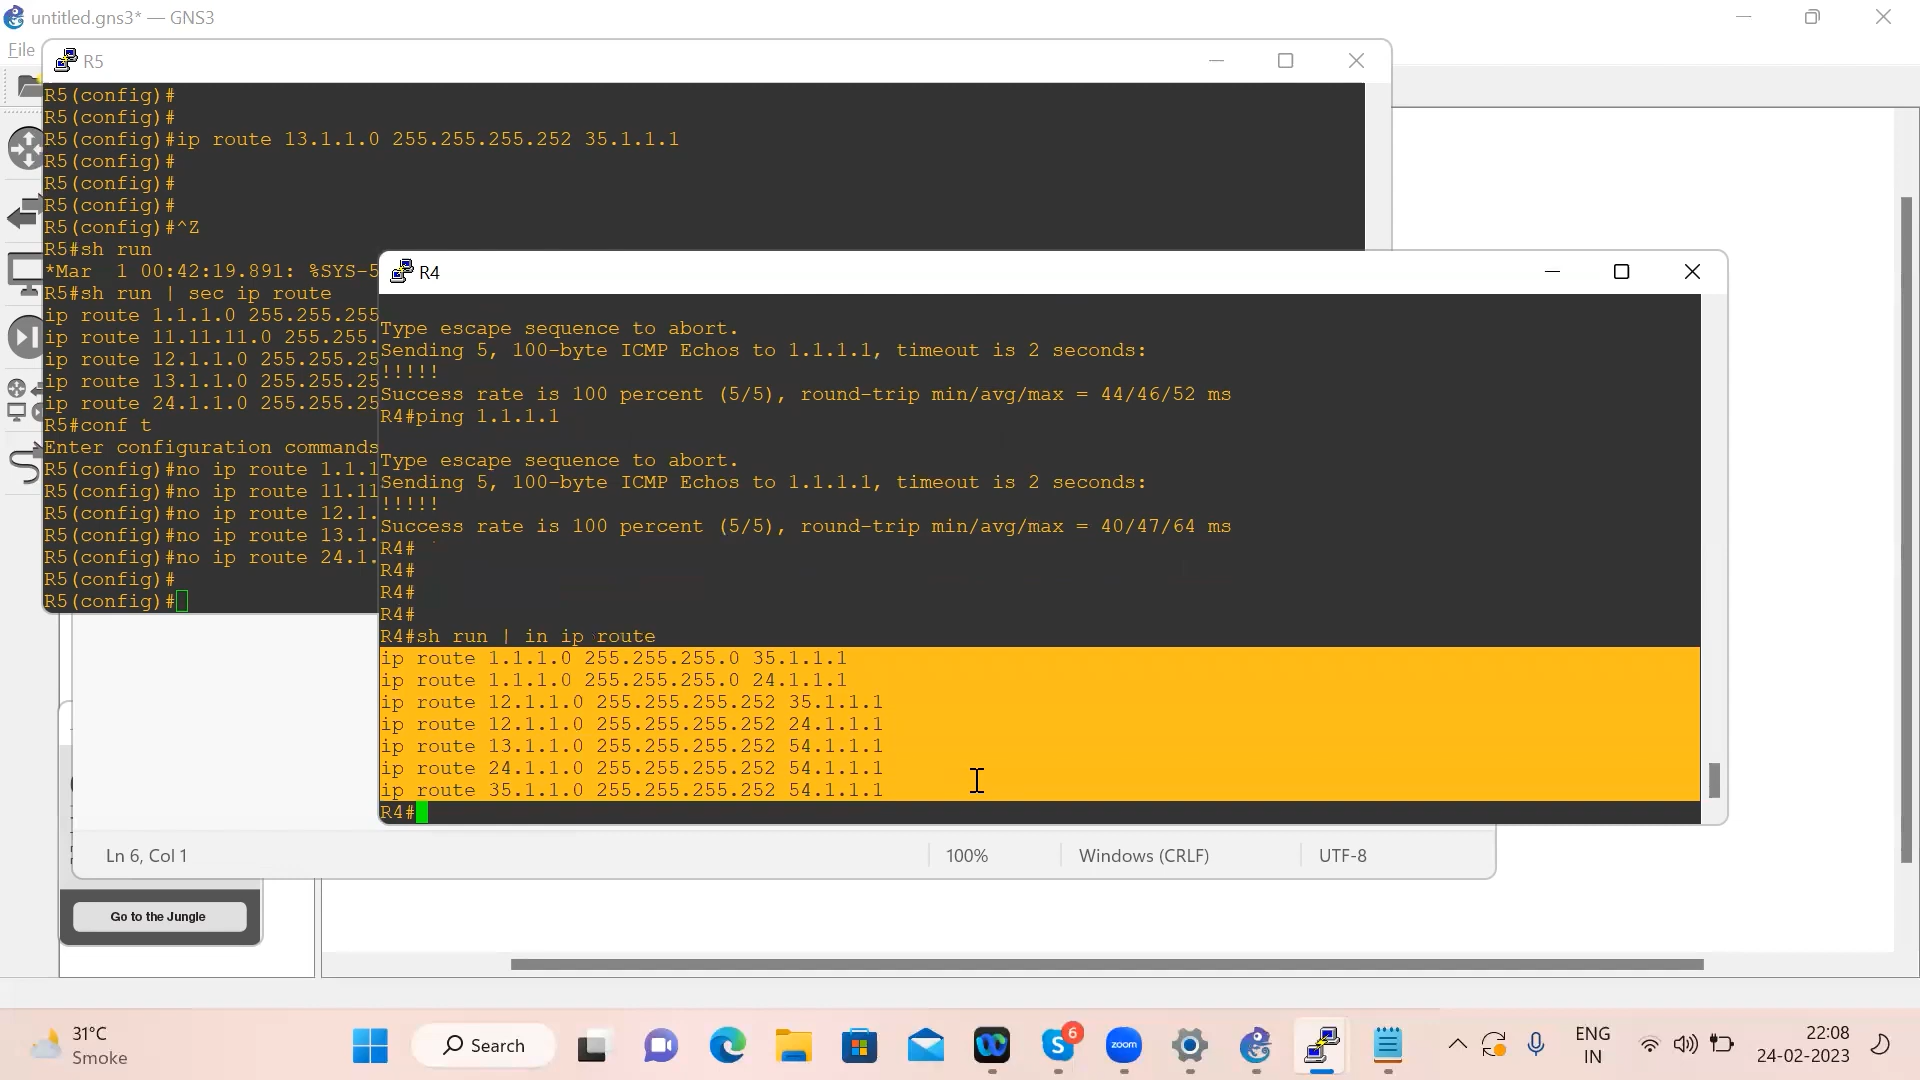 untitled.gns3* — GNS3
File
R5
R5(config)#
R5(config)#
R5(config)#ip route 13.1.1.0 255.255.255.252 35.1.1.1
R5(config)#
R5(config)#
R5(config)#
R5(config)#^Z
R5#sh run
*Mar  1 00:42:19.891: %SYS-5
R5#sh run | sec ip route
ip route 1.1.1.0 255.255.255
ip route 11.11.11.0 255.255.
ip route 12.1.1.0 255.255.25
ip route 13.1.1.0 255.255.25
ip route 24.1.1.0 255.255.25
R5#conf t
Enter configuration commands
R5(config)#no ip route 1.1.1
R5(config)#no ip route 11.11
R5(config)#no ip route 12.1.
R5(config)#no ip route 13.1.
R5(config)#no ip route 24.1.
R5(config)#
R5(config)#
R4
Type escape sequence to abort.
Sending 5, 100-byte ICMP Echos to 1.1.1.1, timeout is 2 seconds:
!!!!!
Success rate is 100 percent (5/5), round-trip min/avg/max = 44/46/52 ms
R4#ping 1.1.1.1
Type escape sequence to abort.
Sending 5, 100-byte ICMP Echos to 1.1.1.1, timeout is 2 seconds:
!!!!!
Success rate is 100 percent (5/5), round-trip min/avg/max = 40/47/64 ms
R4#
R4#
R4#
R4#
R4#sh run | in ip route
ip route 1.1.1.0 255.255.255.0 35.1.1.1
ip route 1.1.1.0 255.255.255.0 24.1.1.1
ip route 12.1.1.0 255.255.255.252 35.1.1.1
ip route 12.1.1.0 255.255.255.252 24.1.1.1
ip route 13.1.1.0 255.255.255.252 54.1.1.1
ip route 24.1.1.0 255.255.255.252 54.1.1.1
ip route 35.1.1.0 255.255.255.252 54.1.1.1
R4#
Ln 6, Col 1
100%
Windows (CRLF)
UTF-8
Go to the Jungle
31°C
Smoke
Search
6
zoom
ENG
IN
22:08
24-02-2023